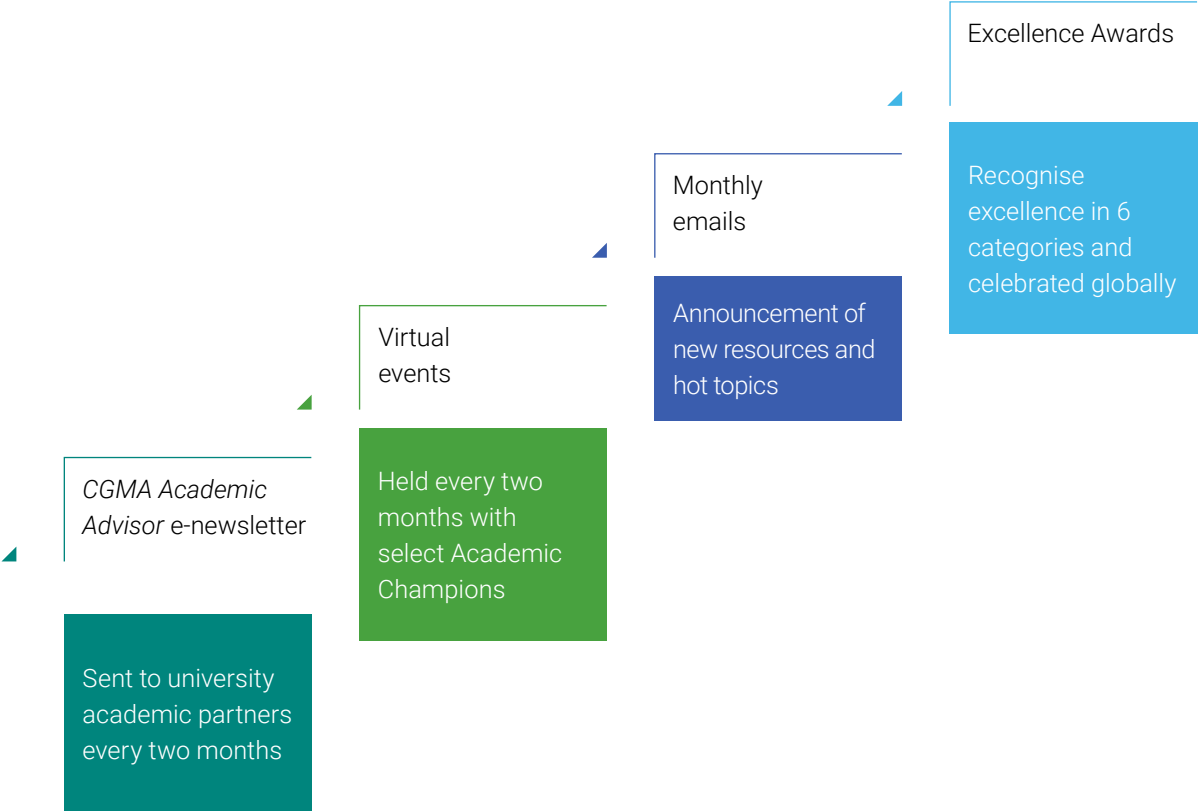 CGMA Academic
Advisor e-newsletter
Sent to university
academic partners
every two months
Virtual
events
Held every two
months with
select Academic
Champions
Monthly
emails
Announcement of
new resources and
hot topics
Excellence Awards
Recognise
excellence in 6
categories and
celebrated globally